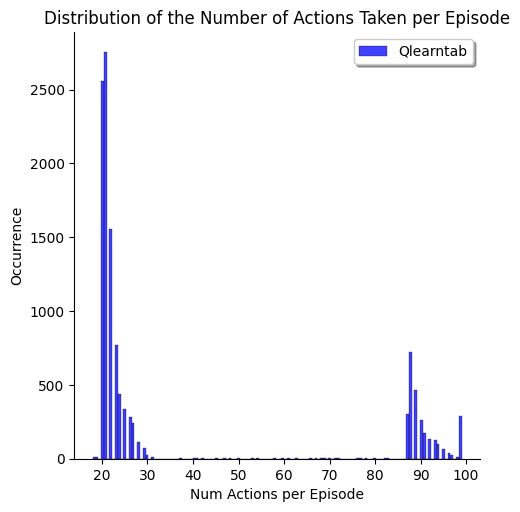 Distribution of the Number of Actions Taken per Episode
Qlearntab
2500
2000
1500
1000
500
0
Occurrence
20 30 40 50 60 70 80 90 100
Num Actions per Episode